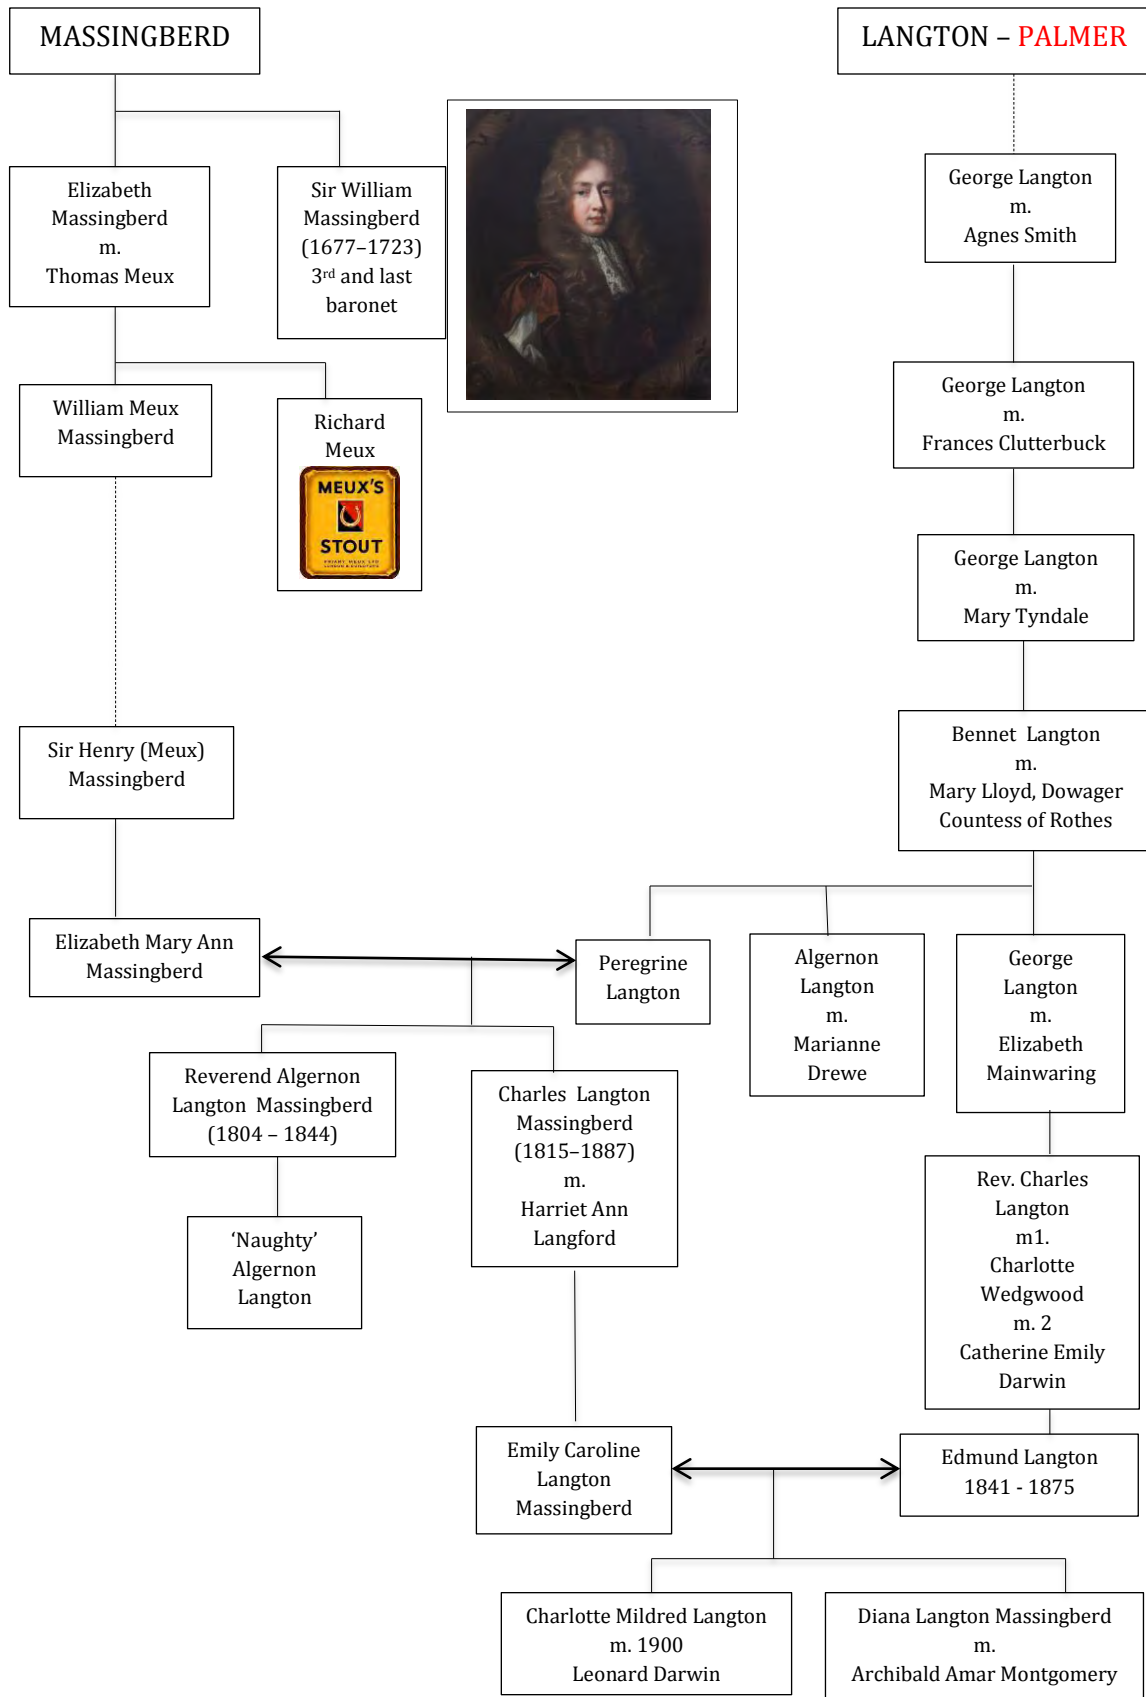 MASSINGBERD
LANGTON – PALMER
Elizabeth
Massingberd
m.
Thomas Meux
Sir William
Massingberd
(1677–1723)
3rd and last
baronet
George Langton
m.
Agnes Smith
William Meux
Massingberd
Richard
Meux
MEUX'S
STOUT
FRIARY MEUX LTD
George Langton
m.
Frances Clutterbuck
George Langton
m.
Mary Tyndale
Sir Henry (Meux)
Massingberd
Bennet Langton
m.
Mary Lloyd, Dowager
Countess of Rothes
Elizabeth Mary Ann
Massingberd
Peregrine
Langton
Algernon
Langton
m.
Marianne
Drewe
George
Langton
m.
Elizabeth
Mainwaring
Reverend Algernon
Langton Massingberd
(1804 – 1844)
Charles Langton
Massingberd
(1815–1887)
m.
Harriet Ann
Langford
Rev. Charles
Langton
m1.
Charlotte
Wedgwood
m. 2
Catherine Emily
Darwin
‘Naughty’
Algernon
Langton
Emily Caroline
Langton
Massingberd
Edmund Langton
1841 - 1875
Charlotte Mildred Langton
m. 1900
Leonard Darwin
Diana Langton Massingberd
m.
Archibald Amar Montgomery